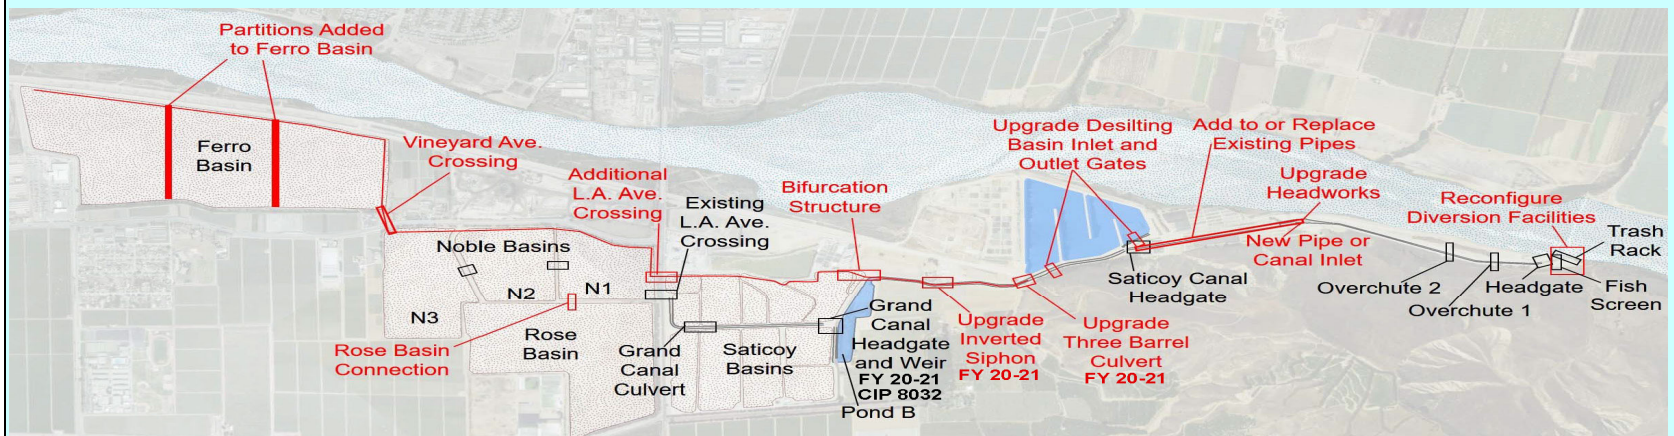 Partitions Added
to Ferro Basin
Ferro
Basin
Vineyard Ave.
Crossing
Additional
L.A. Ave.
Crossing
Existing
L.A. Ave.
Crossing
Bifurcation
Structure
Upgrade Desilting
Basin Inlet and
Outlet Gates
Add to or Replace
Existing Pipes
Upgrade
Headworks
Reconfigure
Diversion Facilities
Trash
Rack
New Pipe or
Canal Inlet
Noble Basins
N1
N2
N3
Rose
Basin
Rose Basin
Connection
Grand
Canal
Culvert
Saticoy
Basins
Grand
Canal
Headgate
and Weir
FY 20-21
CIP 8032
Pond B
Upgrade
Inverted
Siphon
FY 20-21
Upgrade
Three Barrel
Culvert
FY 20-21
Saticoy Canal
Headgate
Overchute 2
Overchute 1
Headgate
Fish
Screen